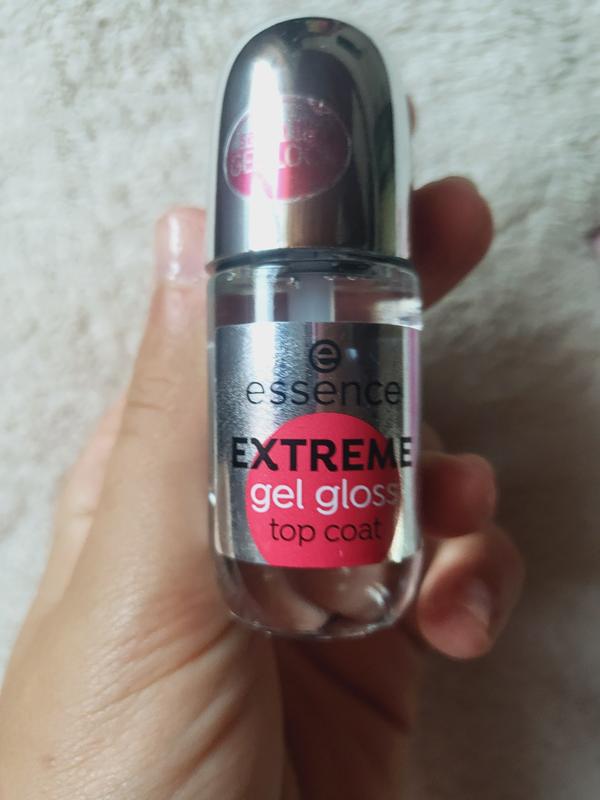 essence
EXTREME
gel gloss
top coat